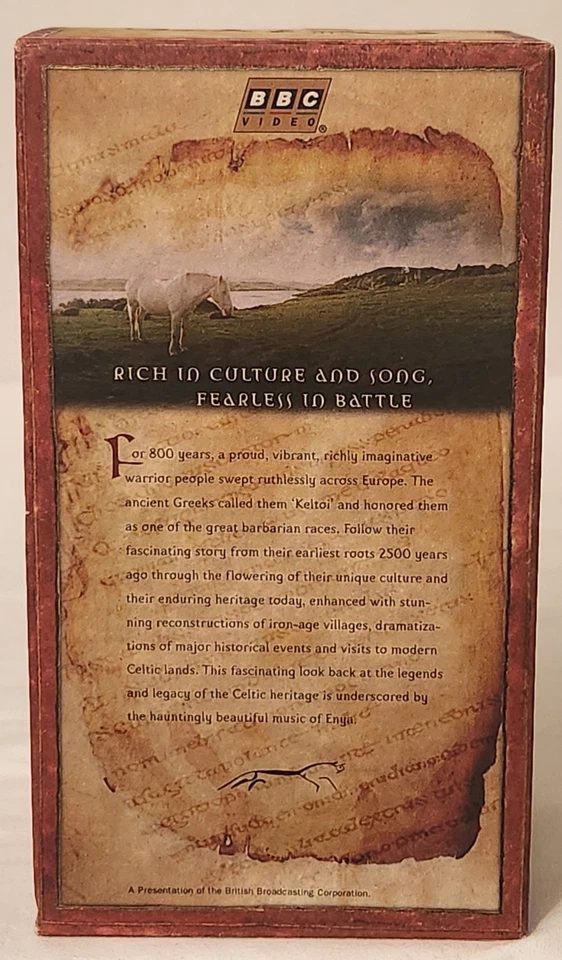 BBC
VIDEO®
RICH IN CULTURE AND SONG,
FEARLESS IN BATTLE
For 800 years, a proud, vibrant, richly imaginative
warrior people swept ruthlessly across Europe. The
ancient Greeks called them 'Keltoi' and honored them
as one of the great barbarian races. Follow their
fascinating story from their earliest roots 2500 years
ago through the flowering of their unique culture and
their enduring heritage today, enhanced with stun-
ning reconstructions of iron-age villages, dramatiza-
tions of major historical events and visits to modern
Celtic lands. This fascinating look back at the legends
and legacy of the Celtic heritage is underscored by
the hauntingly beautiful music of Enya.
A Presentation of the British Broadcasting Corporation.